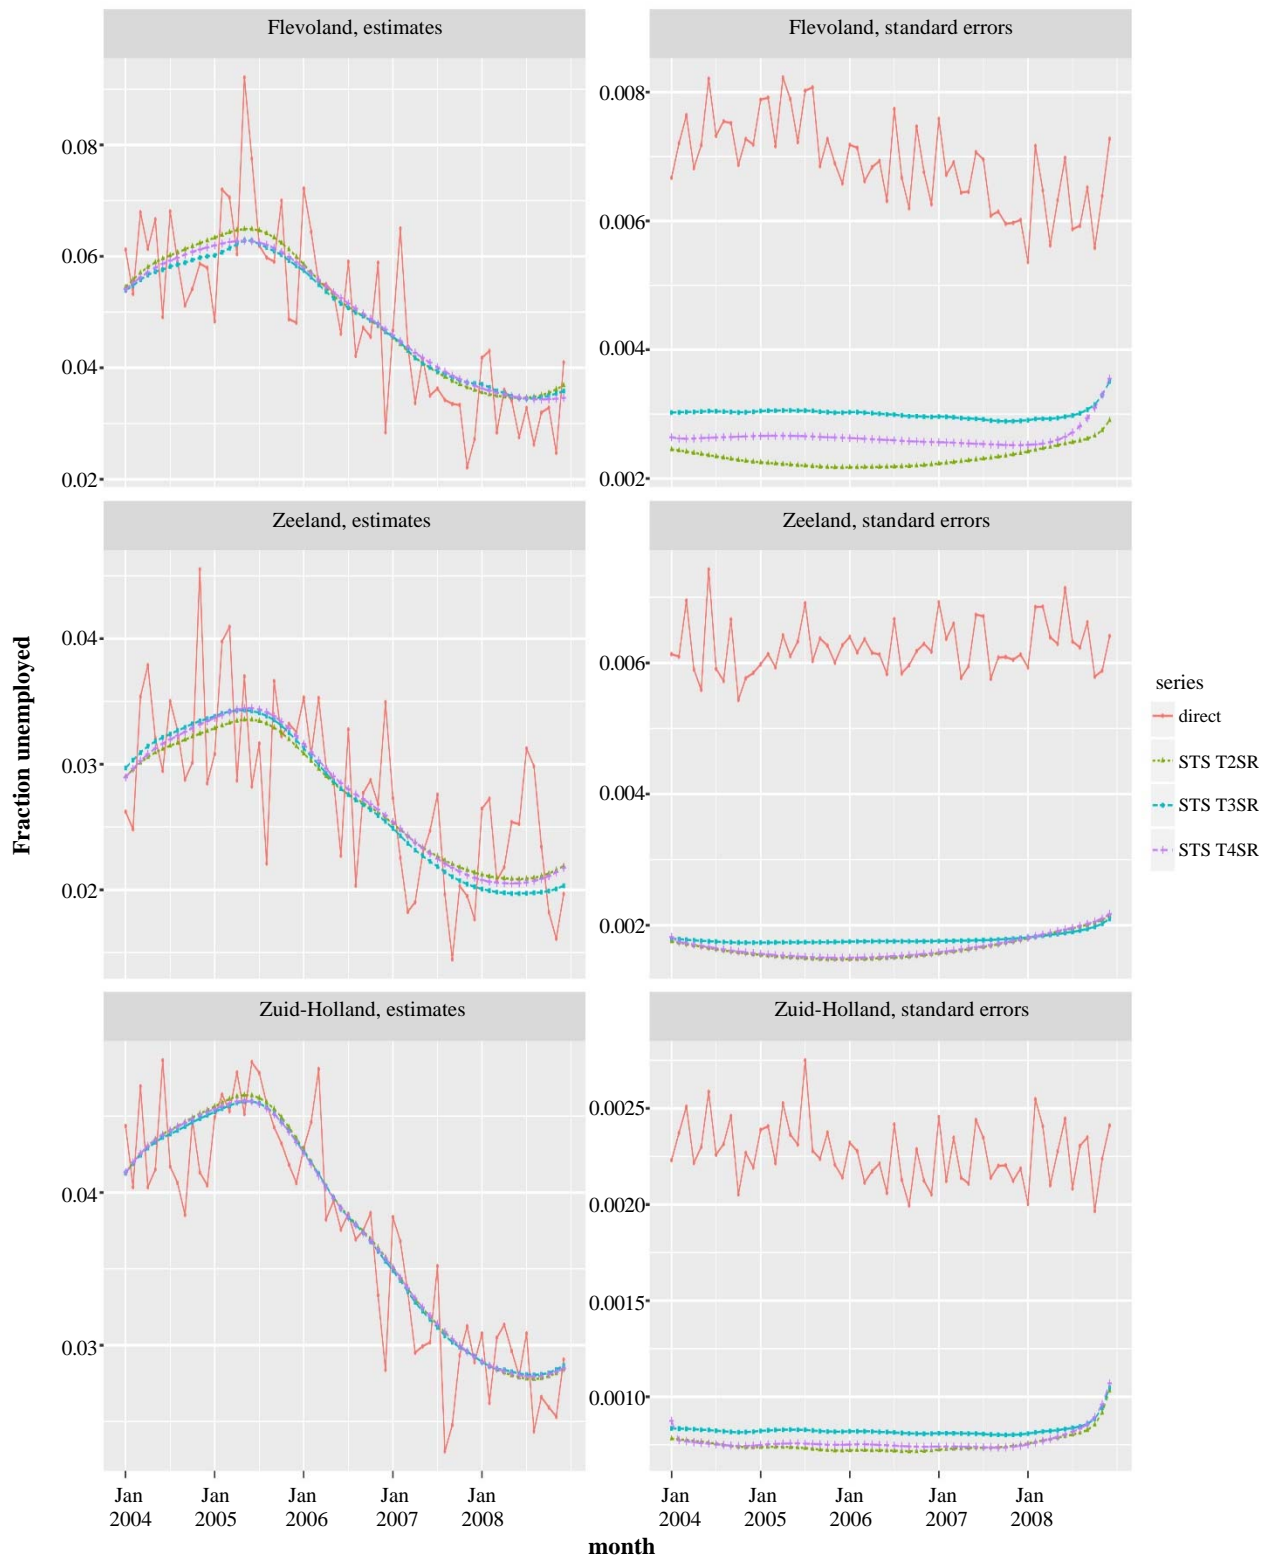 Flevoland, estimates
Flevoland, standard errors
0.08
0.06
0.04
0.02
0.008
0.006
0.004
0.002
Zeeland, estimates
Zeeland, standard errors
0.04
0.03
0.02
0.006
0.004
0.002
Fraction unemployed
series
direct
STS T2SR
STS T3SR
STS T4SR
Zuid-Holland, estimates
Zuid-Holland, standard errors
0.04
0.03
0.0025
0.0020
0.0015
0.0010
Jan Jan Jan Jan Jan
2004 2005 2006 2007 2008
Jan Jan Jan Jan Jan
2004 2005 2006 2007 2008
month